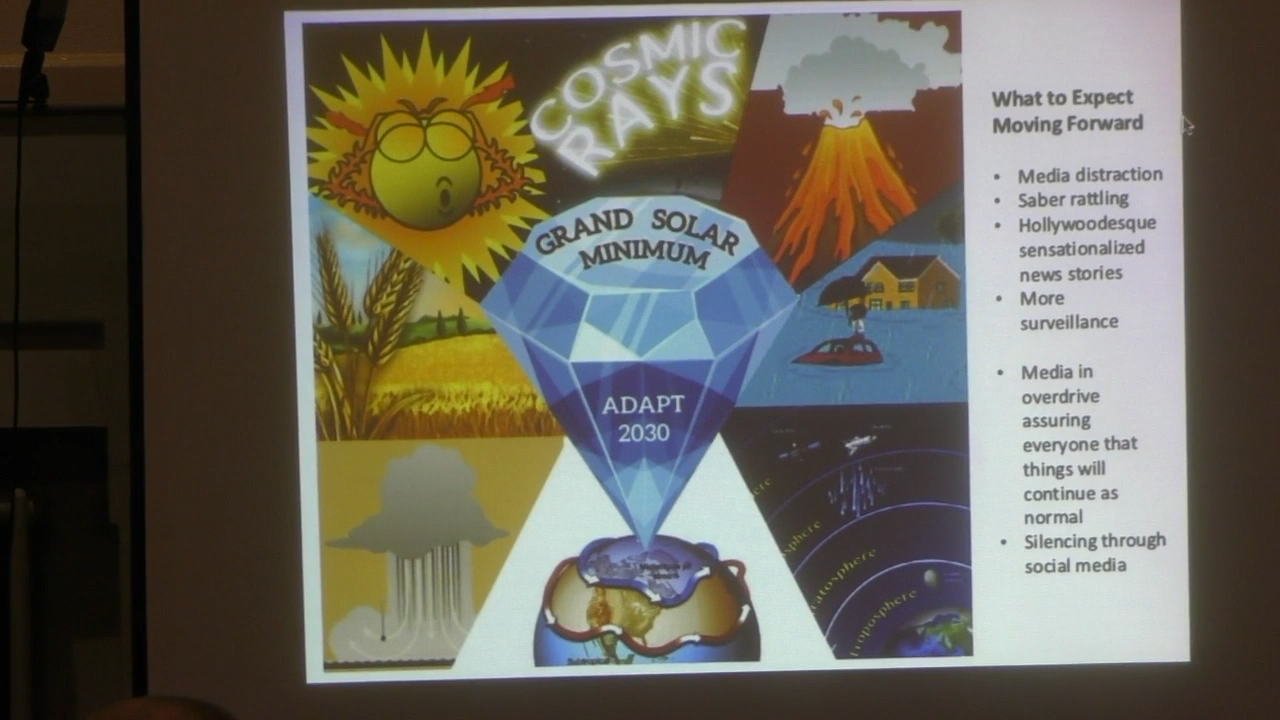 COSMIC
RAYS
GRAND SOLAR
MINIMUM
ADAPT
2030
What to Expect
Moving Forward
• Media distraction
• Saber rattling
• Hollywoodesque
sensationalized
news stories
• More
surveillance
• Media in
overdrive
assuring
everyone that
things will
continue as
normal
• Silencing through
social media
Troposphere